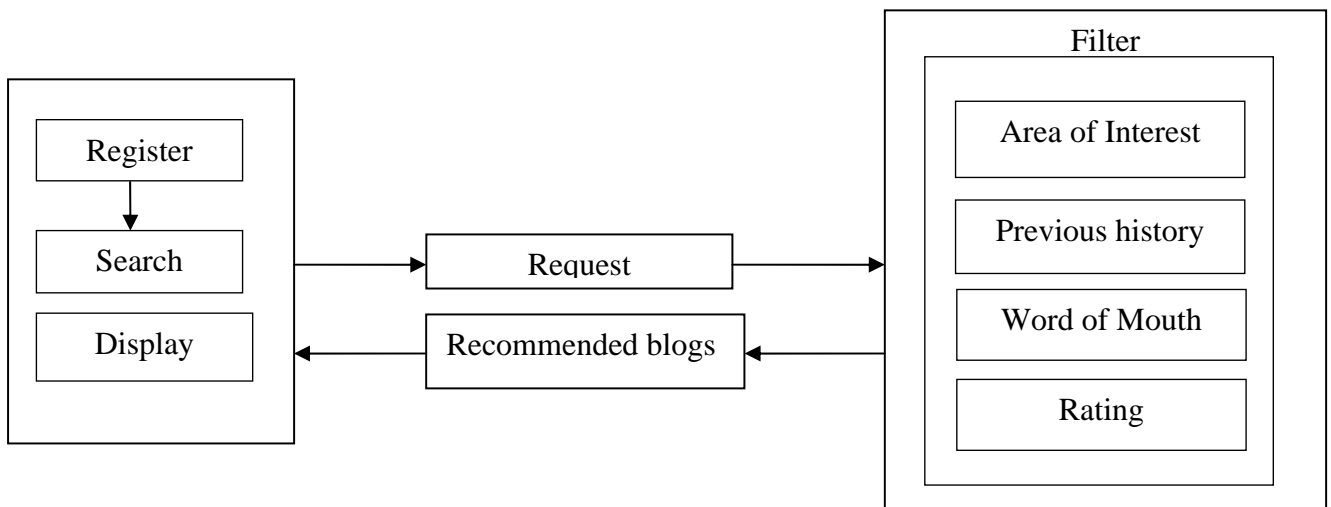 Register
Search
Display
Request
Recommended blogs
Filter
Area of Interest
Previous history
Word of Mouth
Rating